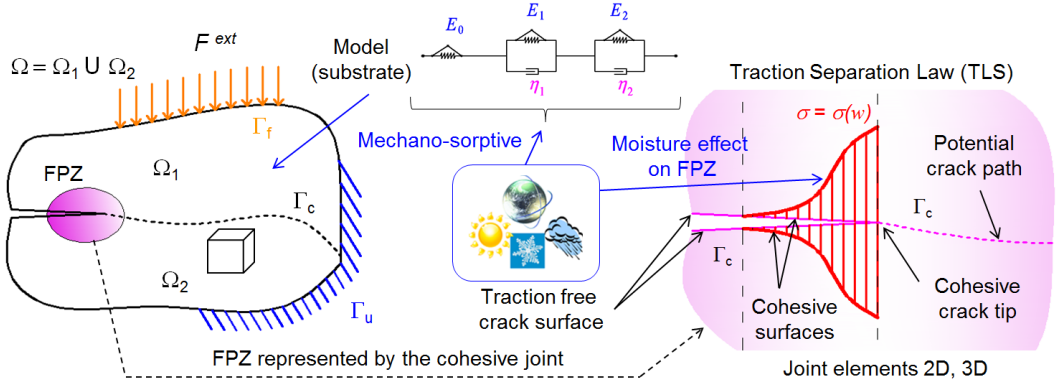 Ω = Ω₁ U Ω₂
F ext
Γf
FPZ
Ω₁
Γc
Ω₂
Γu
Model
(substrate)
E₀
E₁
E₂
η₁
η₂
Mechano-sorptive
Moisture effect
on FPZ
Traction free
crack surface
FPZ represented by the cohesive joint
Traction Separation Law (TLS)
σ = σ(w)
Potential
crack path
Γc
Γc
Cohesive
surfaces
Cohesive
crack tip
Joint elements 2D, 3D